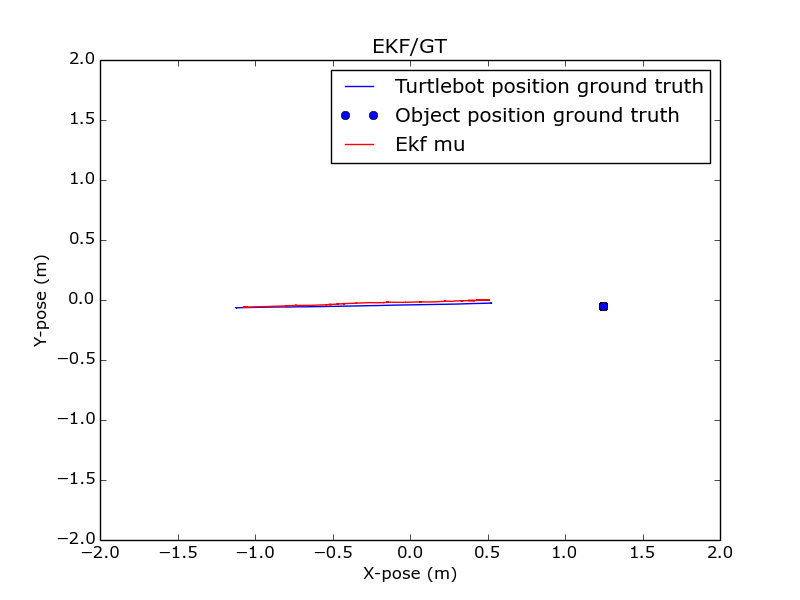 EKF/GT
Turtlebot position ground truth
Object position ground truth
Ekf mu
2.0
1.5
1.0
0.5
0.0
−0.5
−1.0
−1.5
−2.0
Y-pose (m)
−2.0 −1.5 −1.0 −0.5 0.0 0.5 1.0 1.5 2.0
X-pose (m)